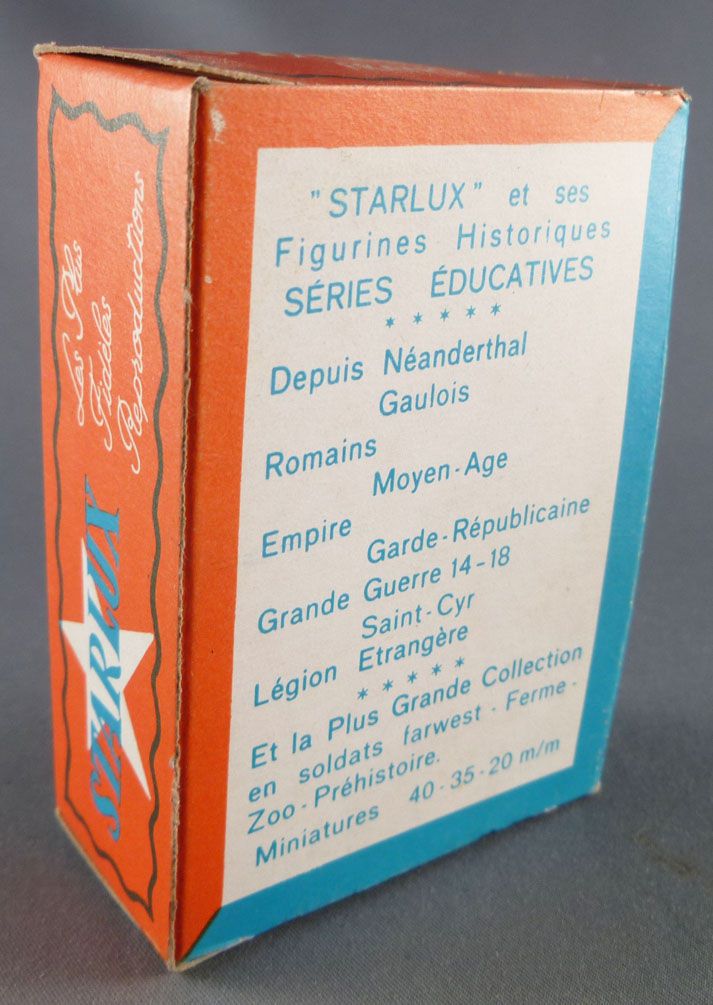 Les Plus
Fidèles
Reproductions
STARLUX
" STARLUX " et ses
Figurines Historiques
SÉRIES ÉDUCATIVES
* * * * *
Depuis Néanderthal
Gaulois
Romains
Moyen-Age
Empire
Garde-Républicaine
Grande Guerre 14-18
Saint-Cyr
Légion Etrangère
* * * * *
Et la Plus Grande Collection
en soldats farwest - Ferme -
Zoo - Préhistoire.
Miniatures 40-35-20 m/m